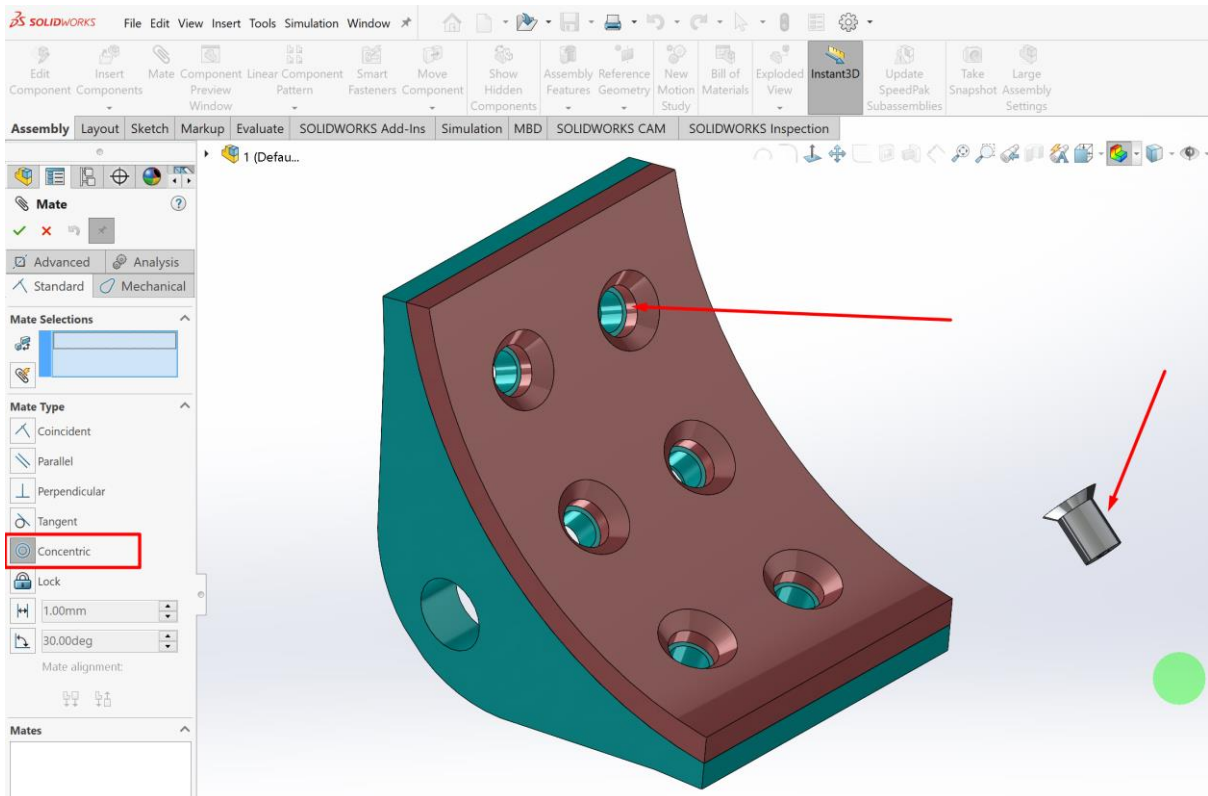 SOLIDWORKS File Edit View Insert Tools Simulation Window
Edit Component
Insert Components
Mate
Component Preview Window
Linear Component Pattern
Smart Fasteners
Move Component
Show Hidden Components
Assembly Features
Reference Geometry
New Motion Study
Bill of Materials
Exploded View
Instant3D
Update SpeedPak Subassemblies
Take Snapshot
Large Assembly Settings
Assembly Layout Sketch Markup Evaluate SOLIDWORKS Add-Ins Simulation MBD SOLIDWORKS CAM SOLIDWORKS Inspection
1 (Defau...
Mate
Advanced Analysis
Standard Mechanical
Mate Selections
Mate Type
Coincident
Parallel
Perpendicular
Tangent
Concentric
Lock
1.00mm
30.00deg
Mate alignment:
Mates